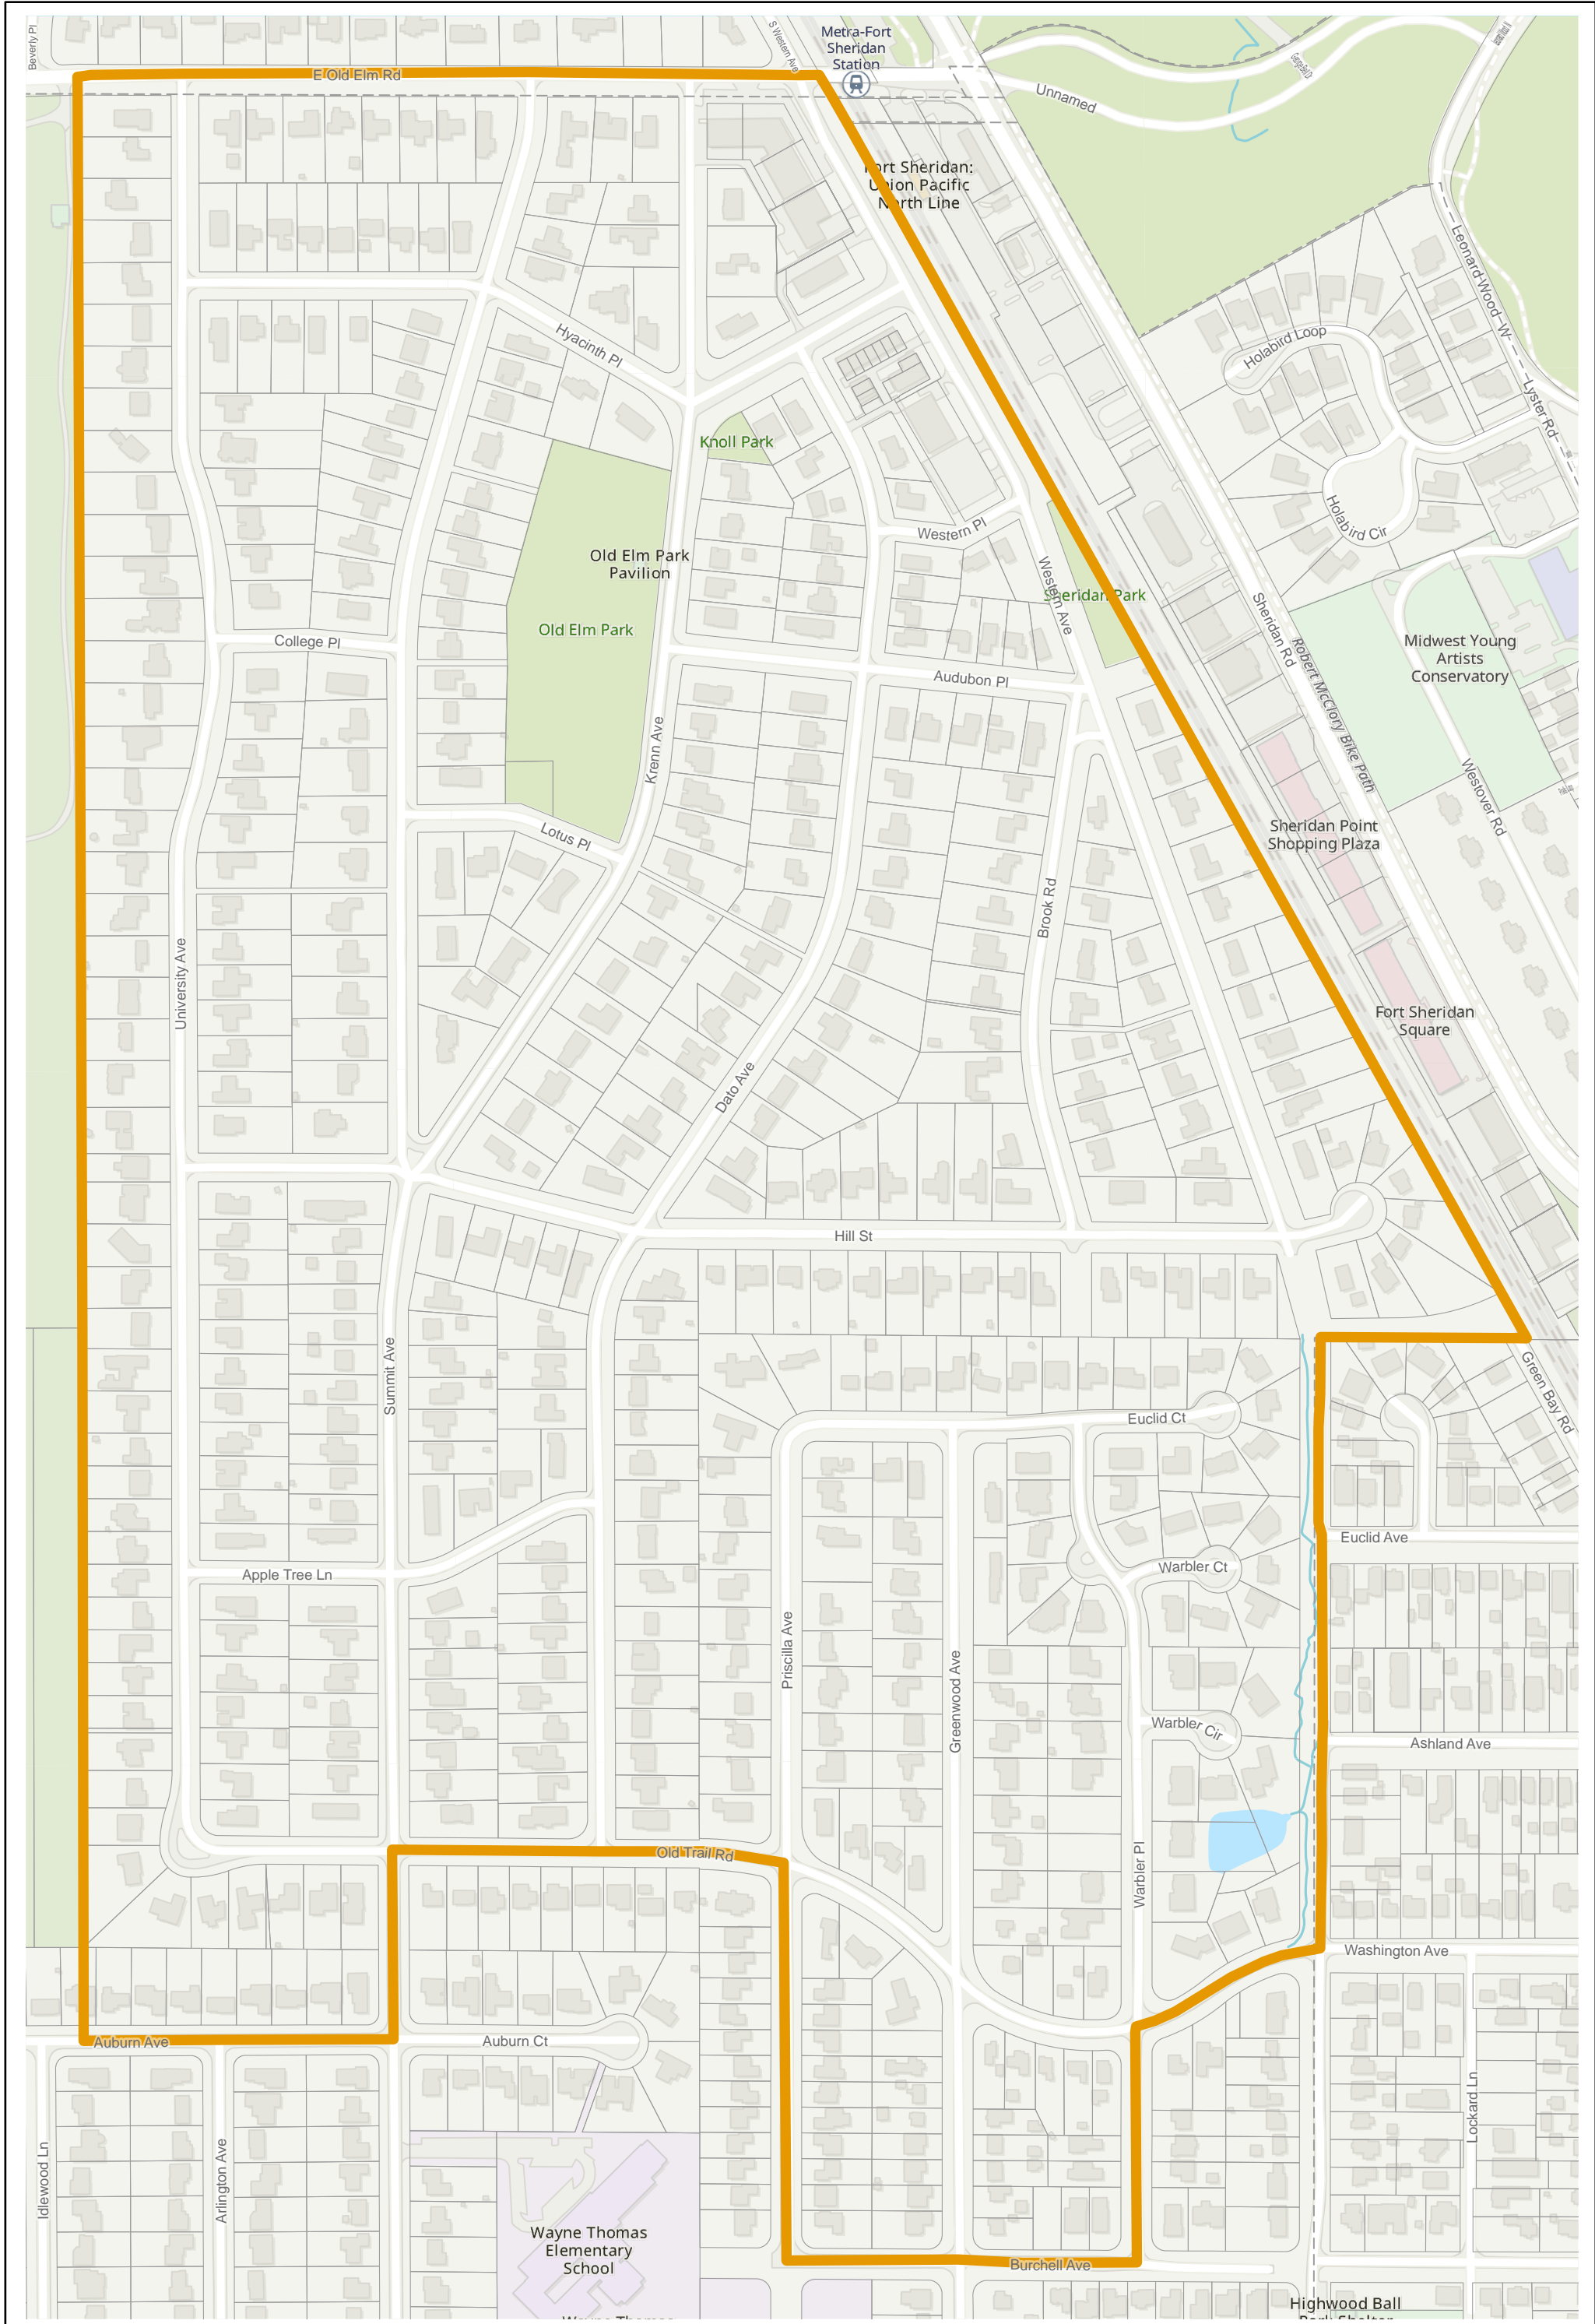 Beverly Pl
S Western Ave
Metra-Fort
Sheridan
Station
E Old Elm Rd
Unnamed
Fort Sheridan:
Union Pacific
North Line
Leonard-Wood-W
Holabird Loop
Hyacinth Pl
Lyster Rd
Knoll Park
Holabird Cir
Western Pl
Old Elm Park
Pavilion
Western Ave
Sheridan Park
Old Elm Park
College Pl
Sheridan Rd
Robert McClory Bike Path
Midwest Young
Artists
Conservatory
Audubon Pl
Krenn Ave
Westover Rd
Lotus Pl
Sheridan Point
Shopping Plaza
Brook Rd
University Ave
Fort Sheridan
Square
Dato Ave
Hill St
Summit Ave
Green Bay Rd
Euclid Ct
Euclid Ave
Apple Tree Ln
Warbler Ct
Priscilla Ave
Greenwood Ave
Warbler Cir
Ashland Ave
Old Trail Rd
Warbler Pl
Washington Ave
Auburn Ave
Auburn Ct
Idlewood Ln
Arlington Ave
Lockard Ln
Wayne Thomas
Elementary
School
Burchell Ave
Highwood Ball
Park Shelter
Wayne Thomas